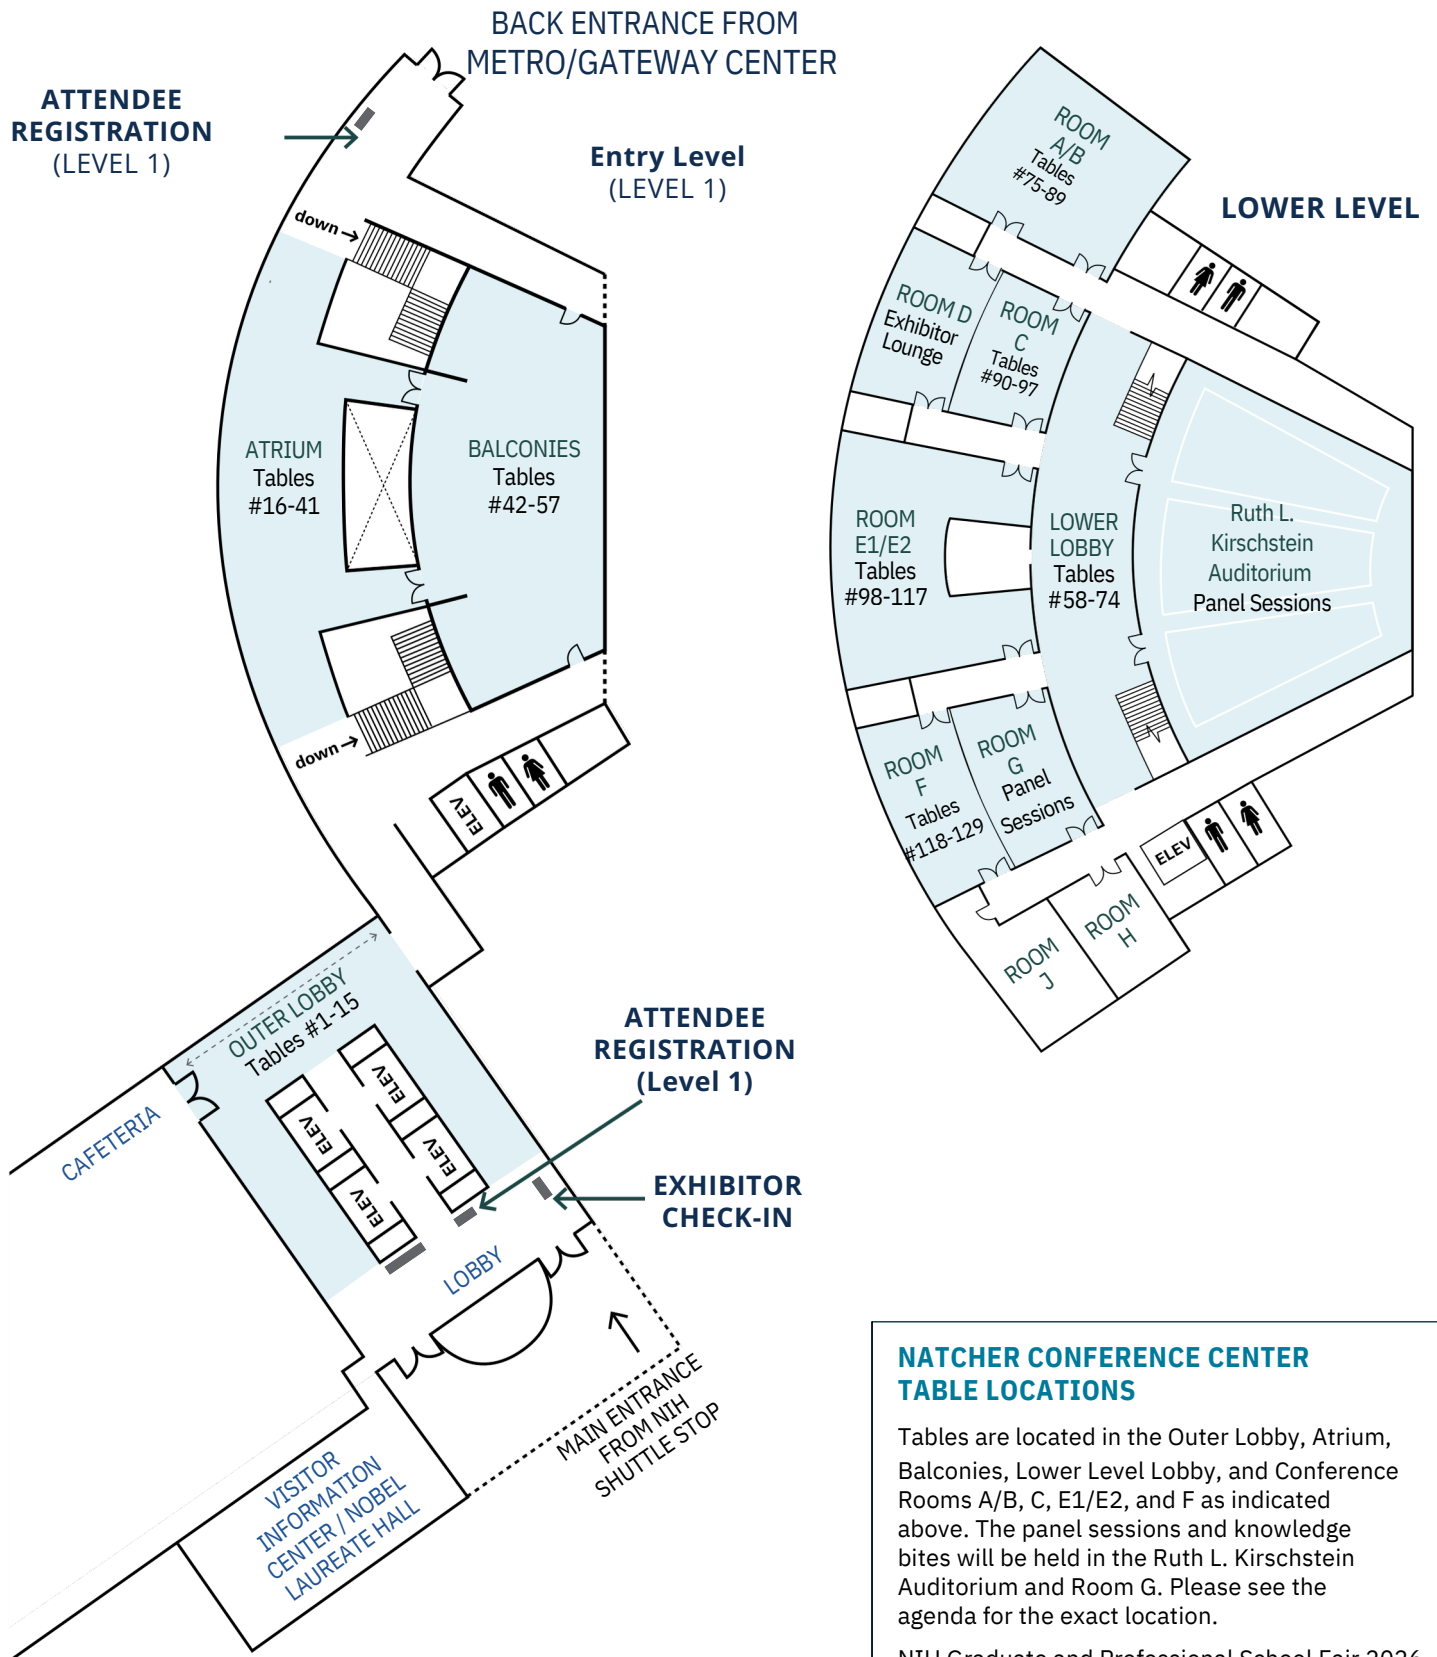 BACK ENTRANCE FROM
METRO/GATEWAY CENTER
ATTENDEE
REGISTRATION
(LEVEL 1)
Entry Level
(LEVEL 1)
down
ATRIUM
Tables
#16-41
BALCONIES
Tables
#42-57
down
ELEV
OUTER LOBBY
Tables #1-15
CAFETERIA
ELEV
ELEV
ELEV
ELEV
ATTENDEE
REGISTRATION
(Level 1)
EXHIBITOR
CHECK-IN
LOBBY
MAIN ENTRANCE
FROM NIH
SHUTTLE STOP
VISITOR
INFORMATION
CENTER / NOBEL
LAUREATE HALL
LOWER LEVEL
ROOM
A/B
Tables
#75-89
ROOM D
Exhibitor
Lounge
ROOM
C
Tables
#90-97
ROOM
E1/E2
Tables
#98-117
LOWER
LOBBY
Tables
#58-74
Ruth L.
Kirschstein
Auditorium
Panel Sessions
ROOM
F
Tables
#118-129
ROOM
G
Panel
Sessions
ELEV
ROOM
H
ROOM
J
NATCHER CONFERENCE CENTER
TABLE LOCATIONS
Tables are located in the Outer Lobby, Atrium,
Balconies, Lower Level Lobby, and Conference
Rooms A/B, C, E1/E2, and F as indicated
above. The panel sessions and knowledge
bites will be held in the Ruth L. Kirschstein
Auditorium and Room G. Please see the
agenda for the exact location.
NIH Graduate and Professional School Fair 2026